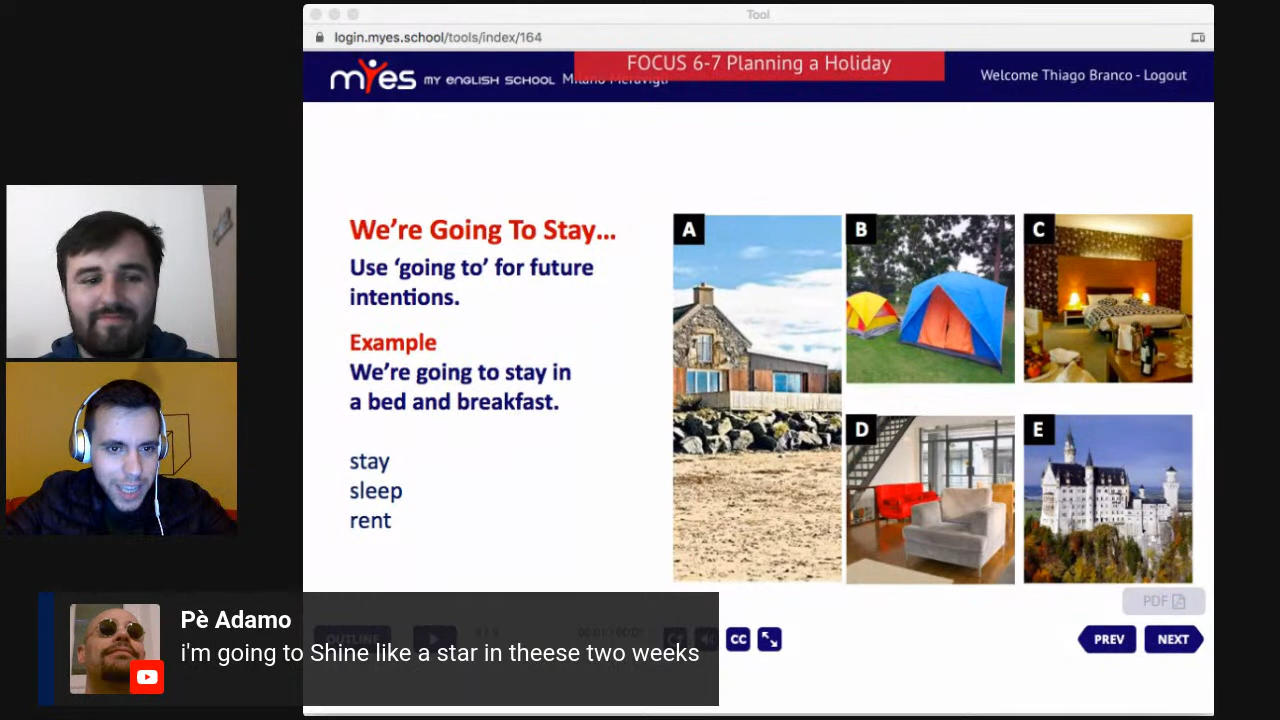 Tool
login.myes.school/tools/index/164
FOCUS 6-7 Planning a Holiday
myes MY ENGLISH SCHOOL Milano Meravigli
Welcome Thiago Branco - Logout
We're Going To Stay...
Use 'going to' for future
intentions.
Example
We're going to stay in
a bed and breakfast.
stay
sleep
rent
A
B
C
D
E
PDF
OUTLINE
CC
PREV
NEXT
Pè Adamo
i'm going to Shine like a star in theese two weeks